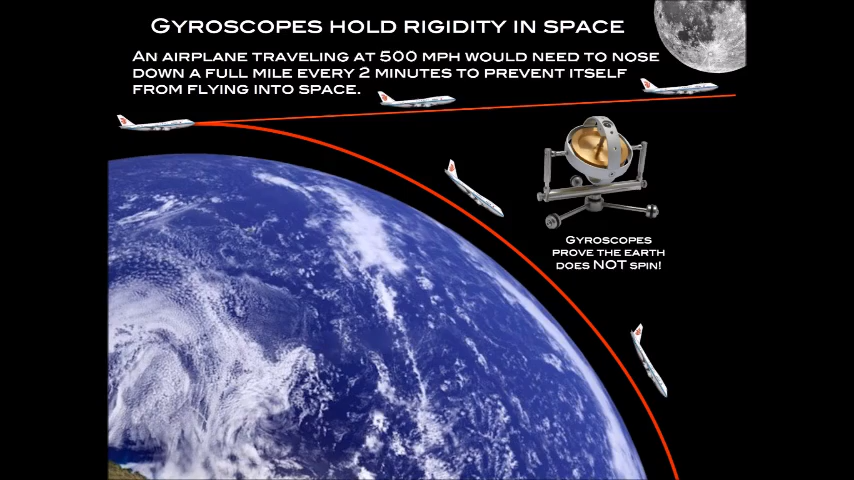 Gyroscopes hold rigidity in space
An airplane traveling at 500 mph would need to nose
down a full mile every 2 minutes to prevent itself
from flying into space.
Gyroscopes
prove the earth
does NOT spin!